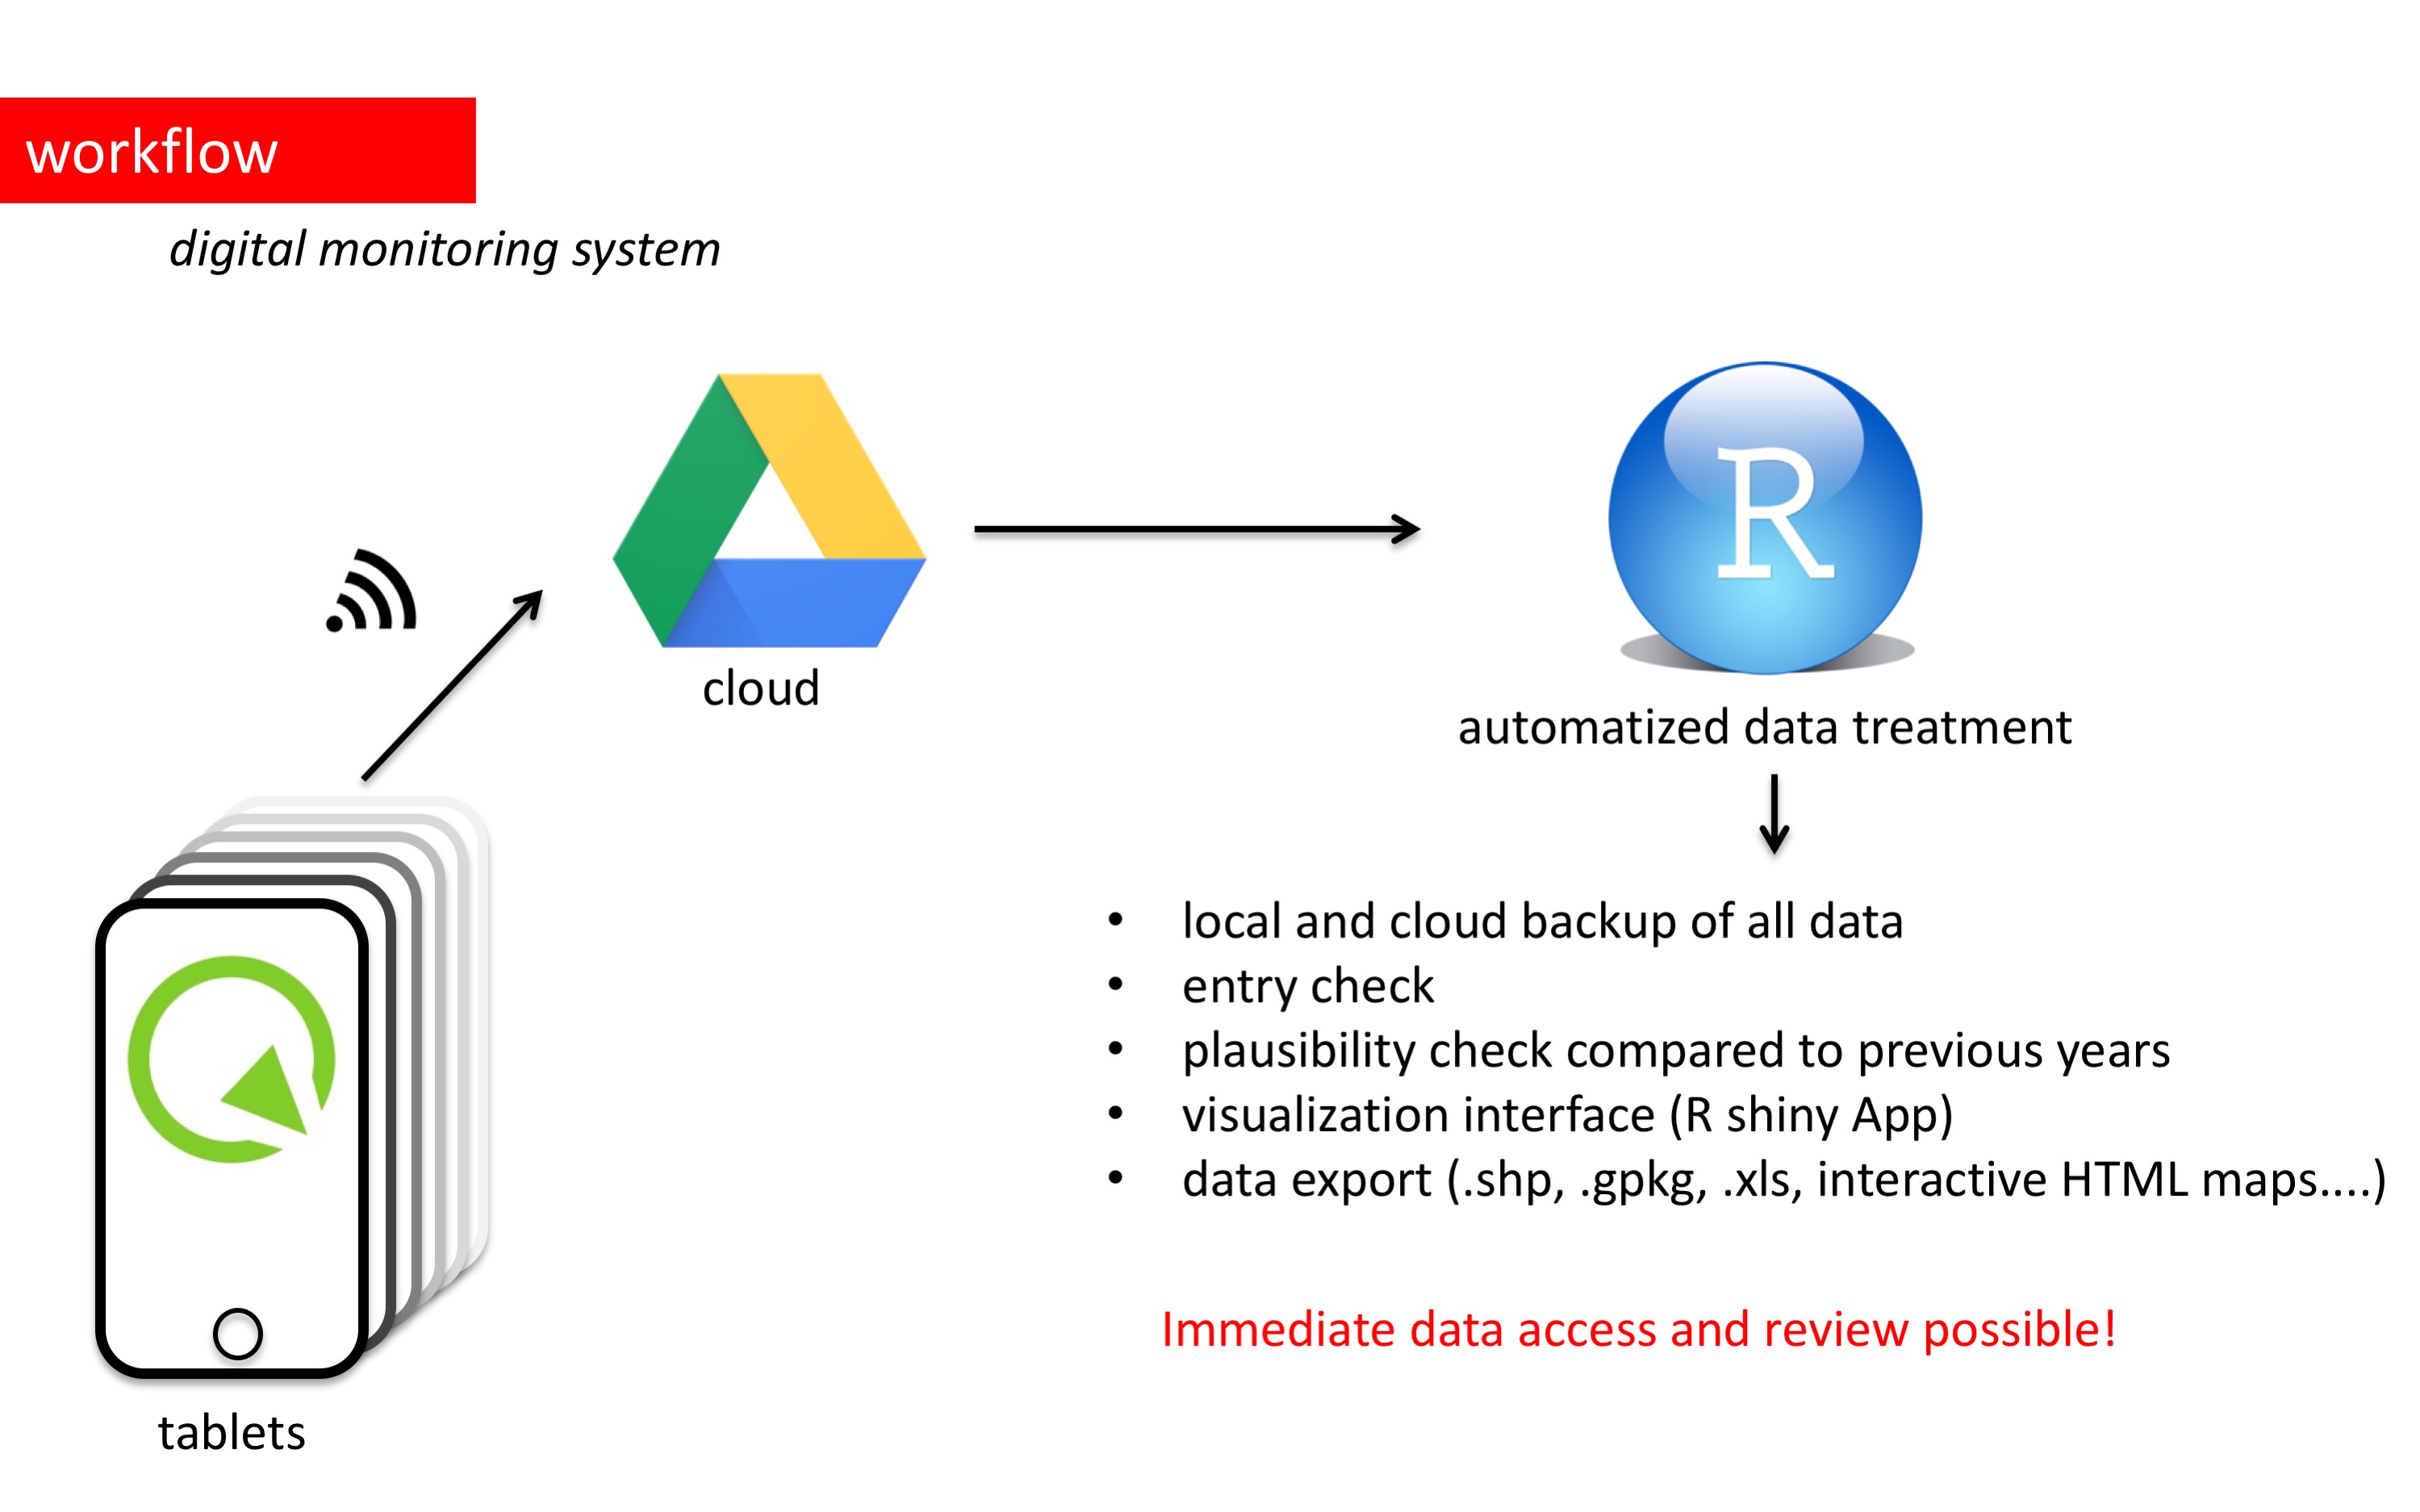 workflow
digital monitoring system
cloud
R
automatized data treatment
• local and cloud backup of all data
• entry check
• plausibility check compared to previous years
• visualization interface (R shiny App)
• data export (.shp, .gpkg, .xls, interactive HTML maps....)
Immediate data access and review possible!
tablets